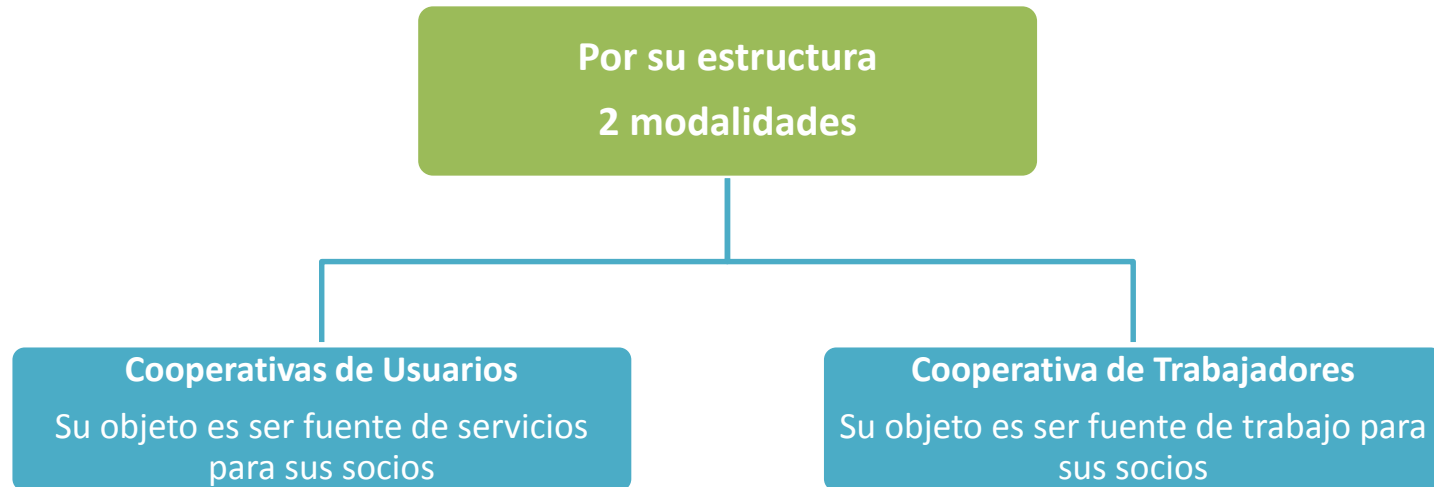 Por su estructura
2 modalidades
Cooperativas de Usuarios
Su objeto es ser fuente de servicios
para sus socios
Cooperativa de Trabajadores
Su objeto es ser fuente de trabajo para
sus socios